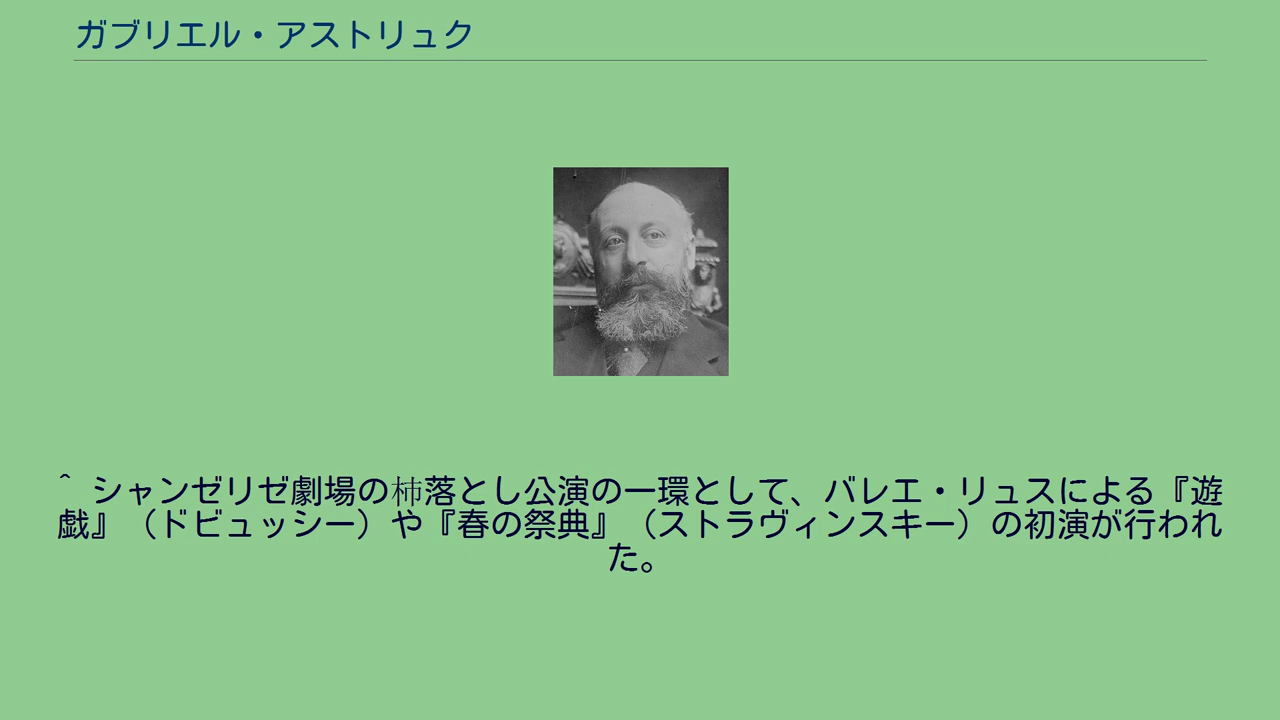 ガブリエル・アストリュク
^ シャンゼリゼ劇場の杮落とし公演の一環として、バレエ・リュスによる『遊
戯』（ドビュッシー）や『春の祭典』（ストラヴィンスキー）の初演が行われ
た。